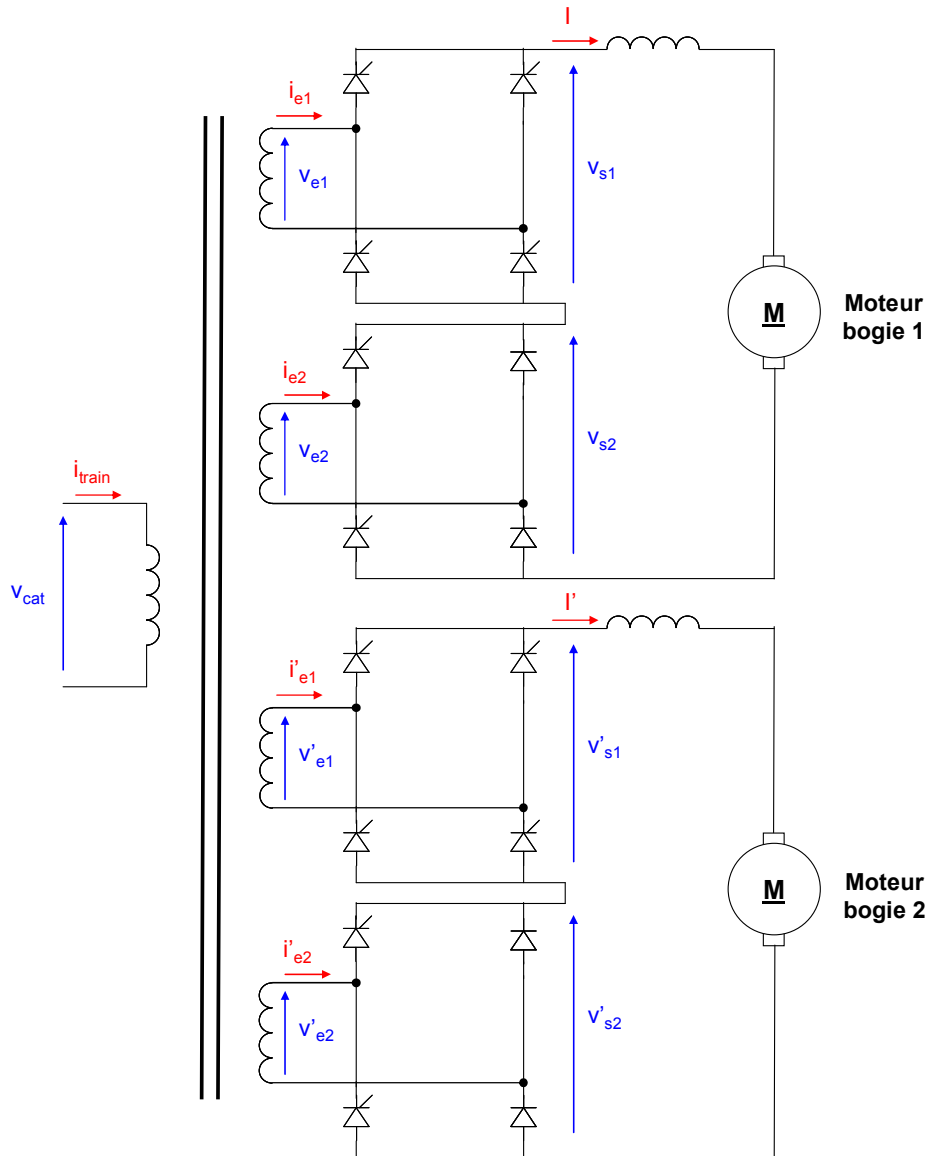 I
i_e1
v_e1
v_s1
M
Moteur
bogie 1
i_e2
v_e2
v_s2
i_train
v_cat
I’
i’_e1
v’_e1
v’_s1
M
Moteur
bogie 2
i’_e2
v’_e2
v’_s2